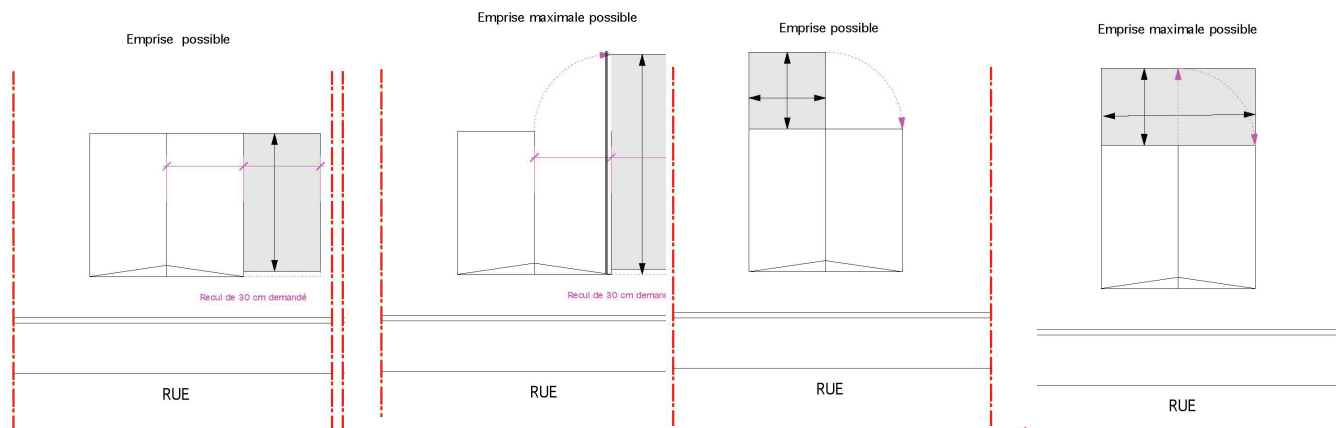 Emprise possible
Recul de 30 cm demandé
RUE
Emprise maximale possible
Recul de 30 cm demand
RUE
Emprise possible
RUE
Emprise maximale possible
RUE